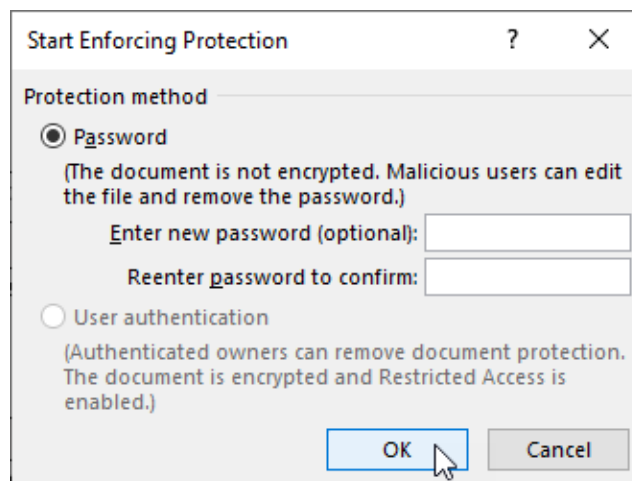 Start Enforcing Protection ?
Protection method
Password
(The document is not encrypted. Malicious users can edit
the file and remove the password.)
Enter new password (optional):
Reenter password to confirm:
User authentication
(Authenticated owners can remove document protection.
The document is encrypted and Restricted Access is
enabled.)
OK Cancel